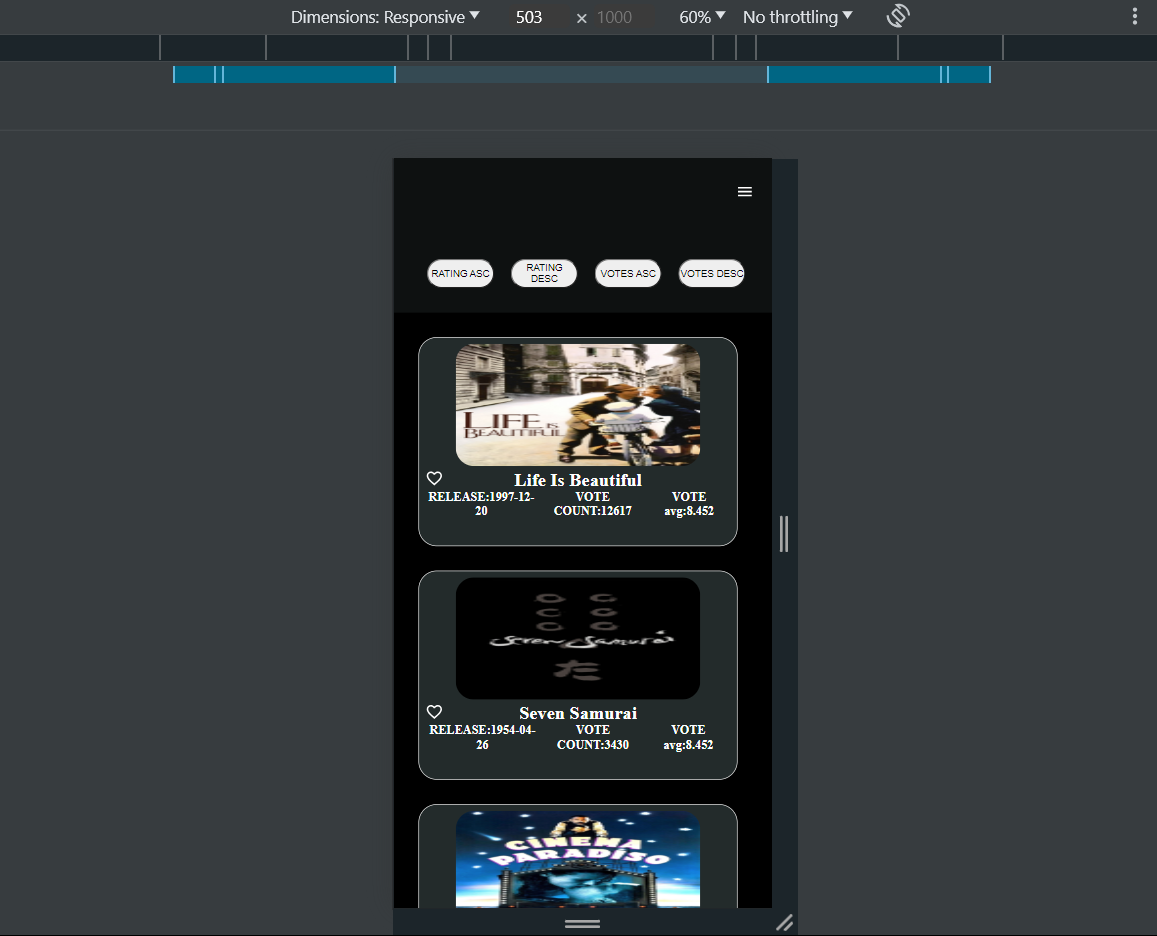 Dimensions: Responsive 503 × 1000 60% No throttling
RATING ASC
RATING
DESC
VOTES ASC
VOTES DESC
LIFE IS
BEAUTIFUL
Life Is Beautiful
RELEASE:1997-12-
20
VOTE
COUNT:12617
VOTE
avg:8.452
Seven Samurai
た
Seven Samurai
RELEASE:1954-04-
26
VOTE
COUNT:3430
VOTE
avg:8.452
CINEMA
PARADISO